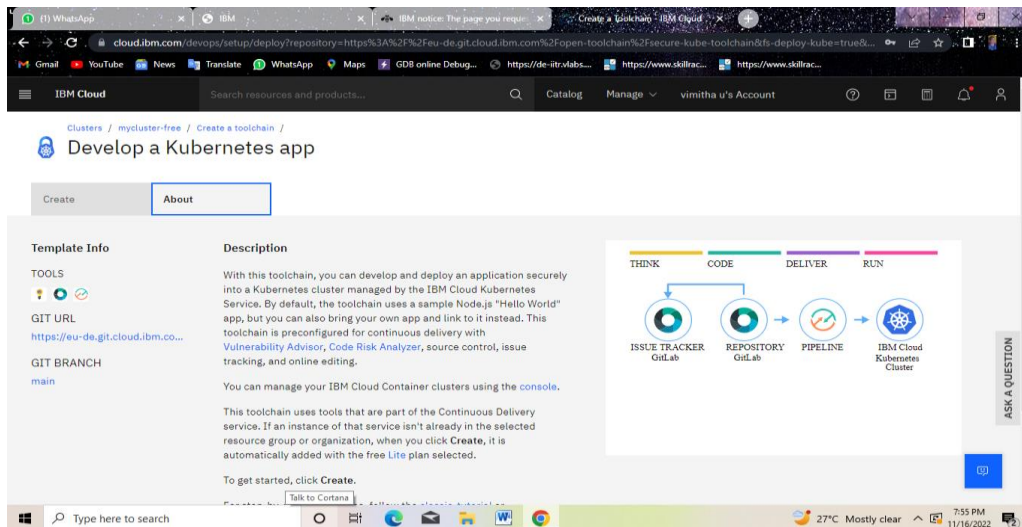 (1) WhatsApp
IBM
IBM notice: The page you reque
Create a Toolchain - IBM Cloud
cloud.ibm.com/devops/setup/deploy?repository=https%3A%2F%2Feu-de.git.cloud.ibm.com%2Fopen-toolchain%2Fsecure-kube-toolchain&fs-deploy-kube=true&...
Gmail YouTube News Translate WhatsApp Maps GDB online Debug... https://de-iitr.vlabs.... https://www.skillrac... https://www.skillrac...
IBM Cloud
Search resources and products...
Catalog
Manage
vimitha u's Account
Clusters / mycluster-free / Create a toolchain /
Develop a Kubernetes app
Create
About
Template Info
TOOLS
GIT URL
https://eu-de.git.cloud.ibm.co...
GIT BRANCH
main
Description
With this toolchain, you can develop and deploy an application securely
into a Kubernetes cluster managed by the IBM Cloud Kubernetes
Service. By default, the toolchain uses a sample Node.js "Hello World"
app, but you can also bring your own app and link to it instead. This
toolchain is preconfigured for continuous delivery with
Vulnerability Advisor, Code Risk Analyzer, source control, issue
tracking, and online editing.
You can manage your IBM Cloud Container clusters using the console.
This toolchain uses tools that are part of the Continuous Delivery
service. If an instance of that service isn't already in the selected
resource group or organization, when you click Create, it is
automatically added with the free Lite plan selected.
To get started, click Create.
THINK CODE DELIVER RUN
ISSUE TRACKER
GitLab
REPOSITORY
GitLab
PIPELINE
IBM Cloud
Kubernetes
Cluster
ASK A QUESTION
Talk to Cortana
Type here to search
27°C Mostly clear
7:55 PM
11/16/2022